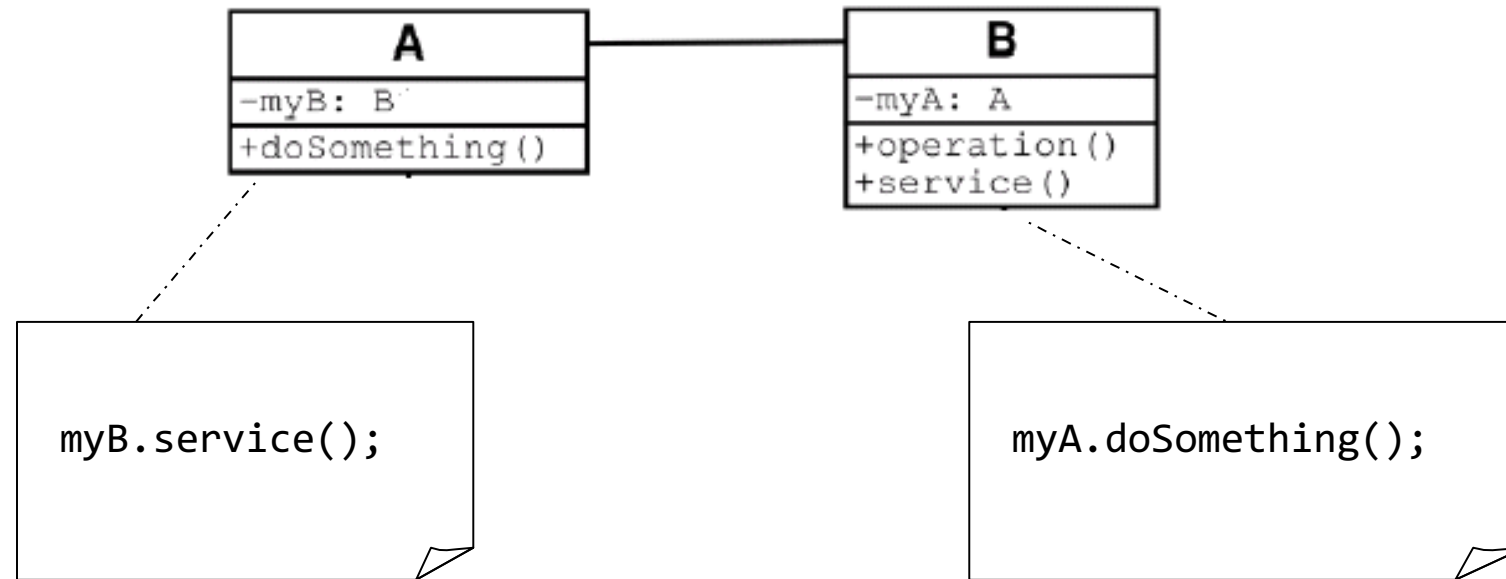 A
-myB: B
+doSomething()
B
-myA: A
+operation()
+service()
myB.service();
myA.doSomething();